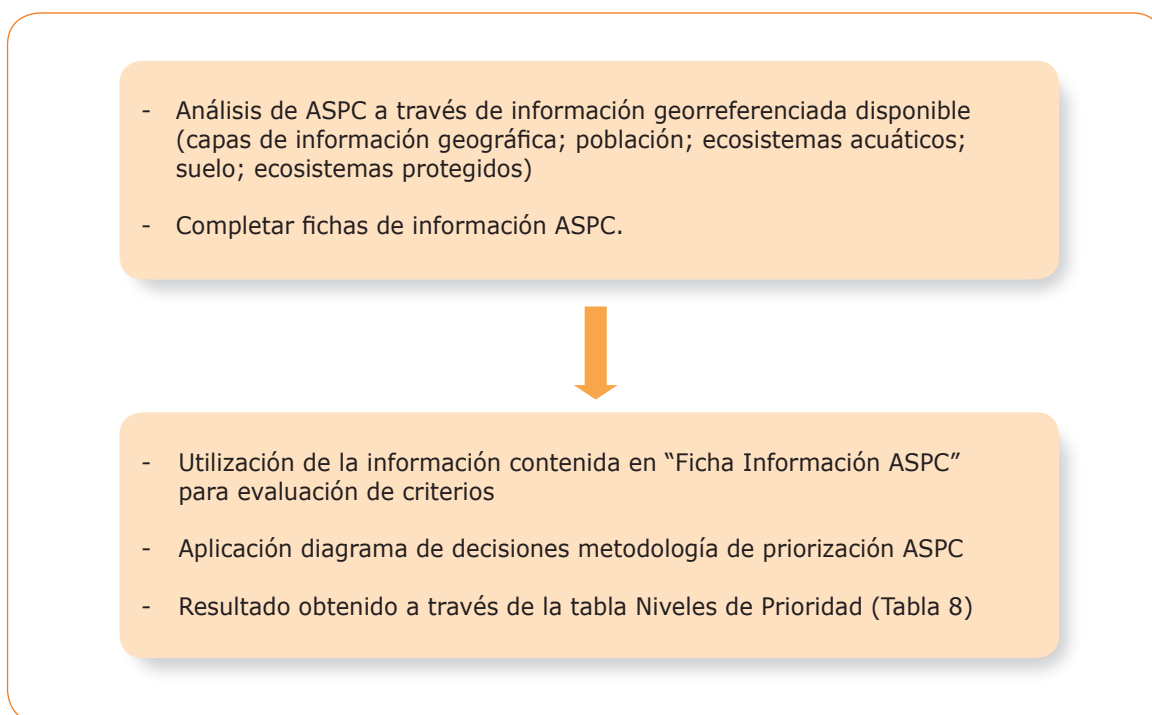 - Análisis de ASPC a través de información georreferenciada disponible
(capas de información geográfica; población; ecosistemas acuáticos;
suelo; ecosistemas protegidos)
- Completar fichas de información ASPC.
- Utilización de la información contenida en “Ficha Información ASPC”
para evaluación de criterios
- Aplicación diagrama de decisiones metodología de priorización ASPC
- Resultado obtenido a través de la tabla Niveles de Prioridad (Tabla 8)